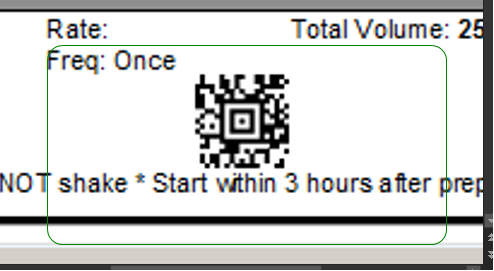 Rate: Total Volume: 25
Freq: Once
NOT shake * Start within 3 hours after prep